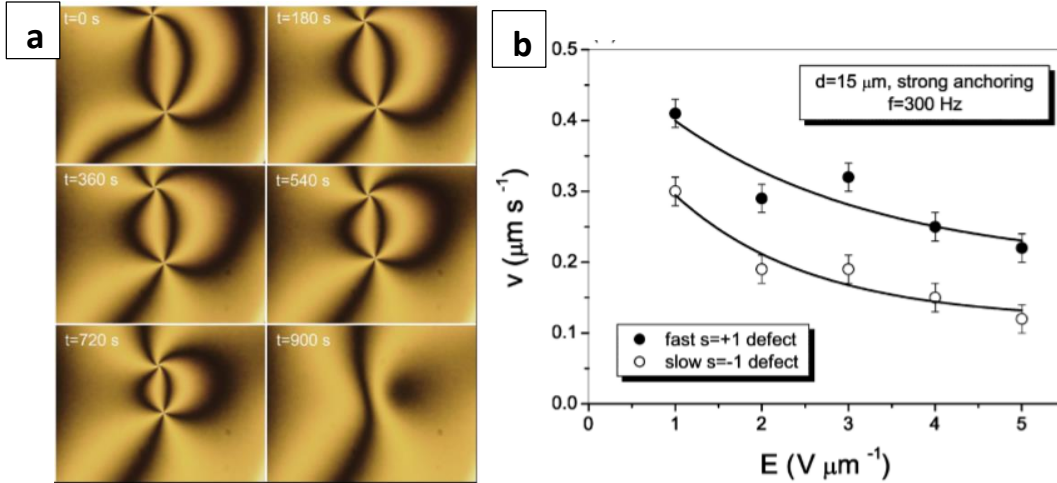 a
t=0 s
t=180 s
t=360 s
t=540 s
t=720 s
t=900 s
b
d=15 μm, strong anchoring
f=300 Hz
fast s=+1 defect
slow s=-1 defect
v (μm s⁻¹)
0.5
0.4
0.3
0.2
0.1
0.0
0 1 2 3 4 5
E (V μm⁻¹)